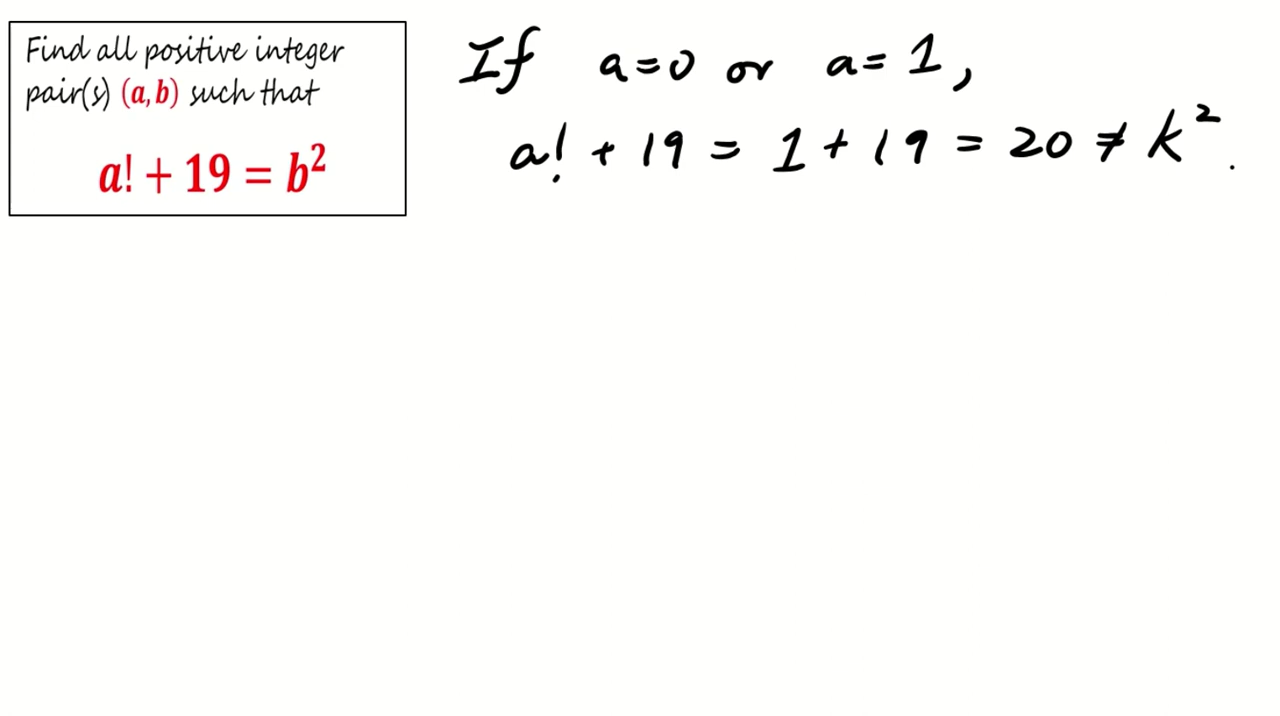 Find all positive integer
pair(s) (a, b) such that
a! + 19 = b²
If a=0 or a=1,
a! + 19 = 1 + 19 = 20 ≠ k².